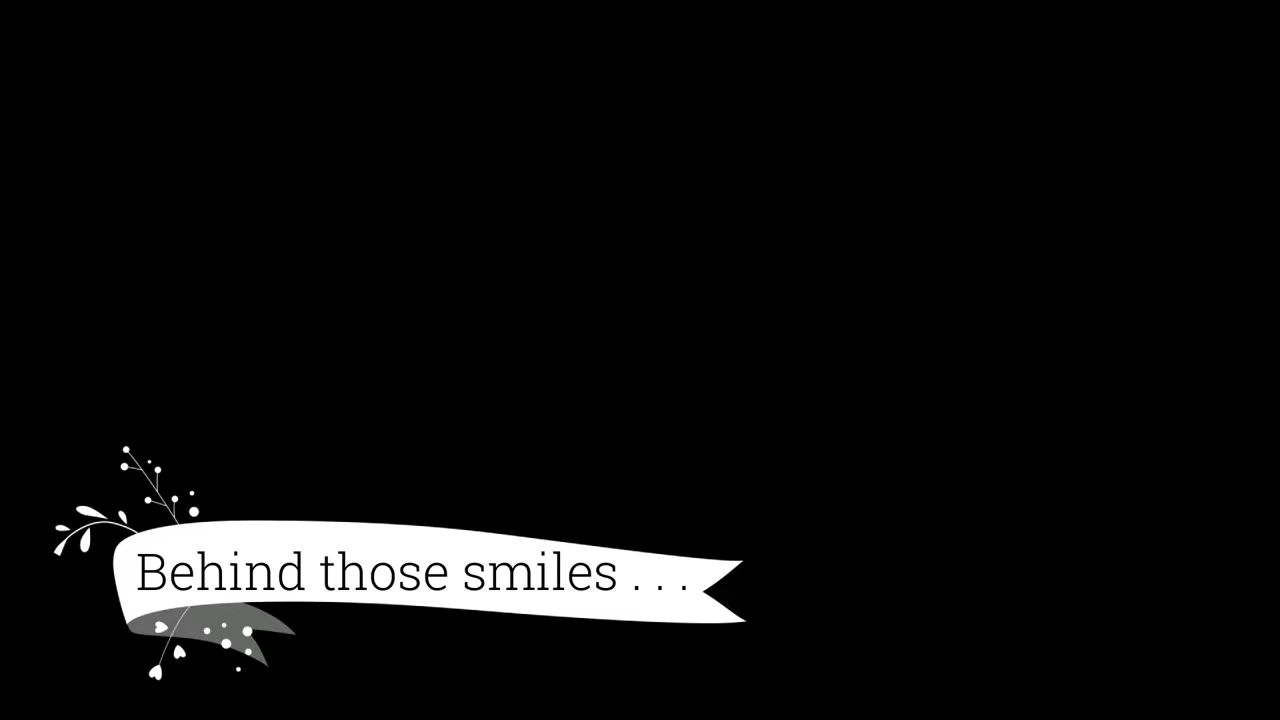 Behind those smiles . . .